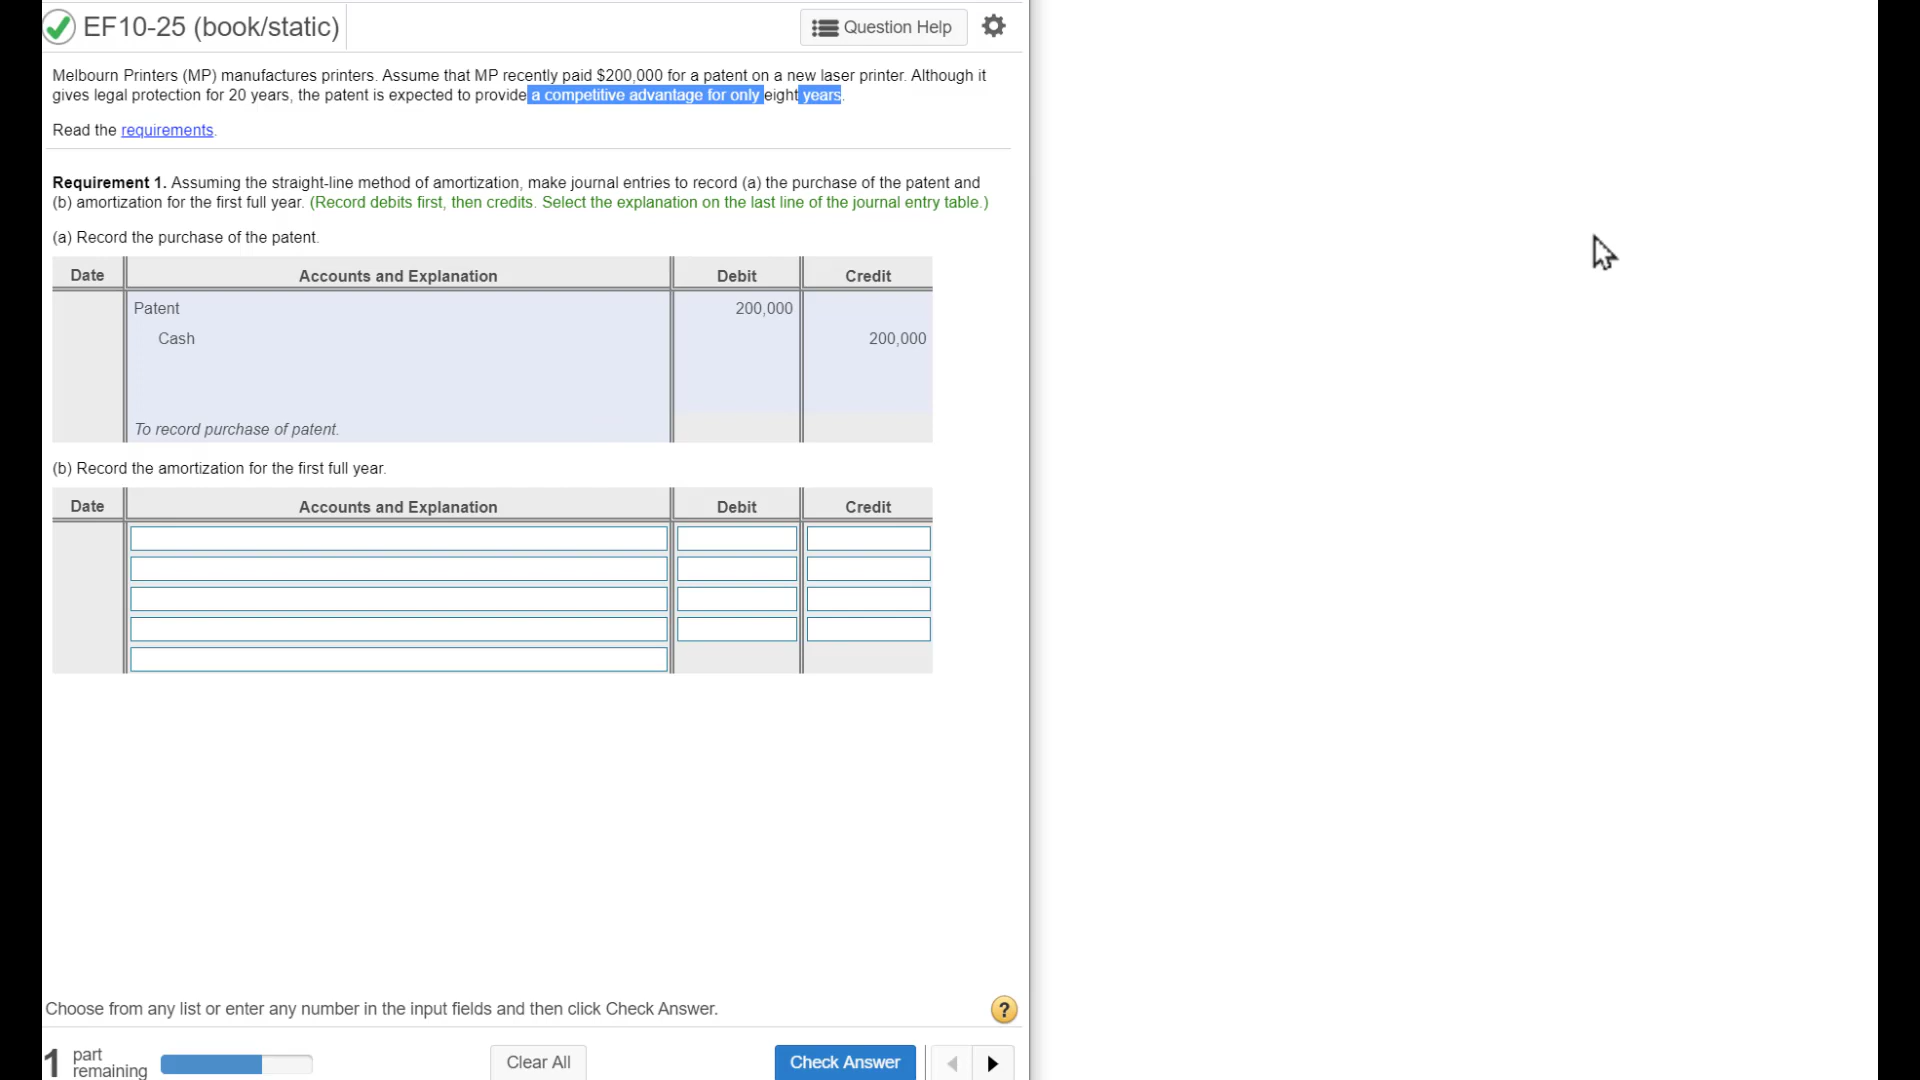 EF10-25 (book/static)
Question Help
Melbourn Printers (MP) manufactures printers. Assume that MP recently paid $200,000 for a patent on a new laser printer. Although it
gives legal protection for 20 years, the patent is expected to provide a competitive advantage for only eight years.
Read the requirements.
Requirement 1. Assuming the straight-line method of amortization, make journal entries to record (a) the purchase of the patent and
(b) amortization for the first full year. (Record debits first, then credits. Select the explanation on the last line of the journal entry table.)
(a) Record the purchase of the patent.
Date Accounts and Explanation Debit Credit
Patent 200,000
Cash 200,000
To record purchase of patent.
(b) Record the amortization for the first full year.
Date Accounts and Explanation Debit Credit
Choose from any list or enter any number in the input fields and then click Check Answer.
?
1 part
remaining
Clear All
Check Answer